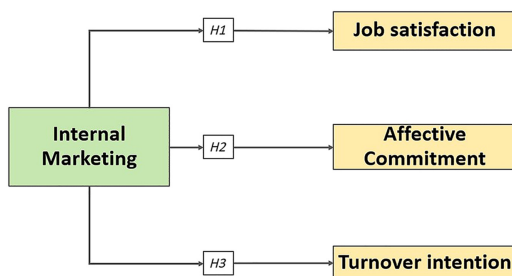 H1
Job satisfaction
Internal
Marketing
H2
Affective
Commitment
H3
Turnover intention